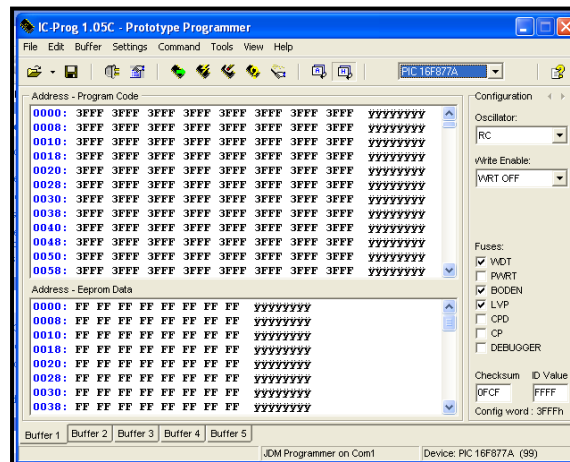 IC-Prog 1.05C - Prototype Programmer
File Edit Buffer Settings Command Tools View Help
PIC 16F877A
Address - Program Code
0000: 3FFF 3FFF 3FFF 3FFF 3FFF 3FFF 3FFF 3FFF ÿÿÿÿÿÿÿÿ
0008: 3FFF 3FFF 3FFF 3FFF 3FFF 3FFF 3FFF 3FFF ÿÿÿÿÿÿÿÿ
0010: 3FFF 3FFF 3FFF 3FFF 3FFF 3FFF 3FFF 3FFF ÿÿÿÿÿÿÿÿ
0018: 3FFF 3FFF 3FFF 3FFF 3FFF 3FFF 3FFF 3FFF ÿÿÿÿÿÿÿÿ
0020: 3FFF 3FFF 3FFF 3FFF 3FFF 3FFF 3FFF 3FFF ÿÿÿÿÿÿÿÿ
0028: 3FFF 3FFF 3FFF 3FFF 3FFF 3FFF 3FFF 3FFF ÿÿÿÿÿÿÿÿ
0030: 3FFF 3FFF 3FFF 3FFF 3FFF 3FFF 3FFF 3FFF ÿÿÿÿÿÿÿÿ
0038: 3FFF 3FFF 3FFF 3FFF 3FFF 3FFF 3FFF 3FFF ÿÿÿÿÿÿÿÿ
0040: 3FFF 3FFF 3FFF 3FFF 3FFF 3FFF 3FFF 3FFF ÿÿÿÿÿÿÿÿ
0048: 3FFF 3FFF 3FFF 3FFF 3FFF 3FFF 3FFF 3FFF ÿÿÿÿÿÿÿÿ
0050: 3FFF 3FFF 3FFF 3FFF 3FFF 3FFF 3FFF 3FFF ÿÿÿÿÿÿÿÿ
0058: 3FFF 3FFF 3FFF 3FFF 3FFF 3FFF 3FFF 3FFF ÿÿÿÿÿÿÿÿ
Address - Eeprom Data
0000: FF FF FF FF FF FF FF FF ÿÿÿÿÿÿÿÿ
0008: FF FF FF FF FF FF FF FF ÿÿÿÿÿÿÿÿ
0010: FF FF FF FF FF FF FF FF ÿÿÿÿÿÿÿÿ
0018: FF FF FF FF FF FF FF FF ÿÿÿÿÿÿÿÿ
0020: FF FF FF FF FF FF FF FF ÿÿÿÿÿÿÿÿ
0028: FF FF FF FF FF FF FF FF ÿÿÿÿÿÿÿÿ
0030: FF FF FF FF FF FF FF FF ÿÿÿÿÿÿÿÿ
0038: FF FF FF FF FF FF FF FF ÿÿÿÿÿÿÿÿ
Configuration
Oscillator:
RC
Write Enable:
WRT OFF
Fuses:
WDT
PWRT
BODEN
LVP
CPD
CP
DEBUGGER
Checksum ID Value
0FCF FFFF
Config word : 3FFFh
Buffer 1 Buffer 2 Buffer 3 Buffer 4 Buffer 5
JDM Programmer on Com1 Device: PIC 16F877A (99)